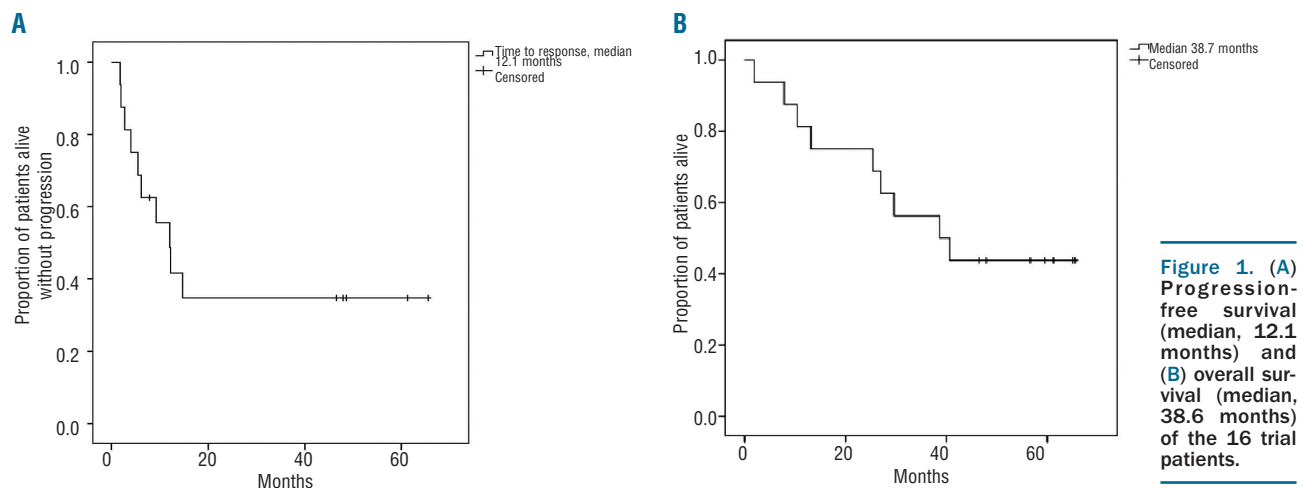 A
Proportion of patients alive
without progression
1.0
0.8
0.6
0.4
0.2
0.0
0 20 40 60
Months
Time to response, median
12.1 months
Censored
B
Proportion of patients alive
1.0
0.8
0.6
0.4
0.2
0.0
0 20 40 60
Months
Median 38.7 months
Censored
Figure 1. (A)
Progression-
free survival
(median, 12.1
months) and
(B) overall sur-
vival (median,
38.6 months)
of the 16 trial
patients.